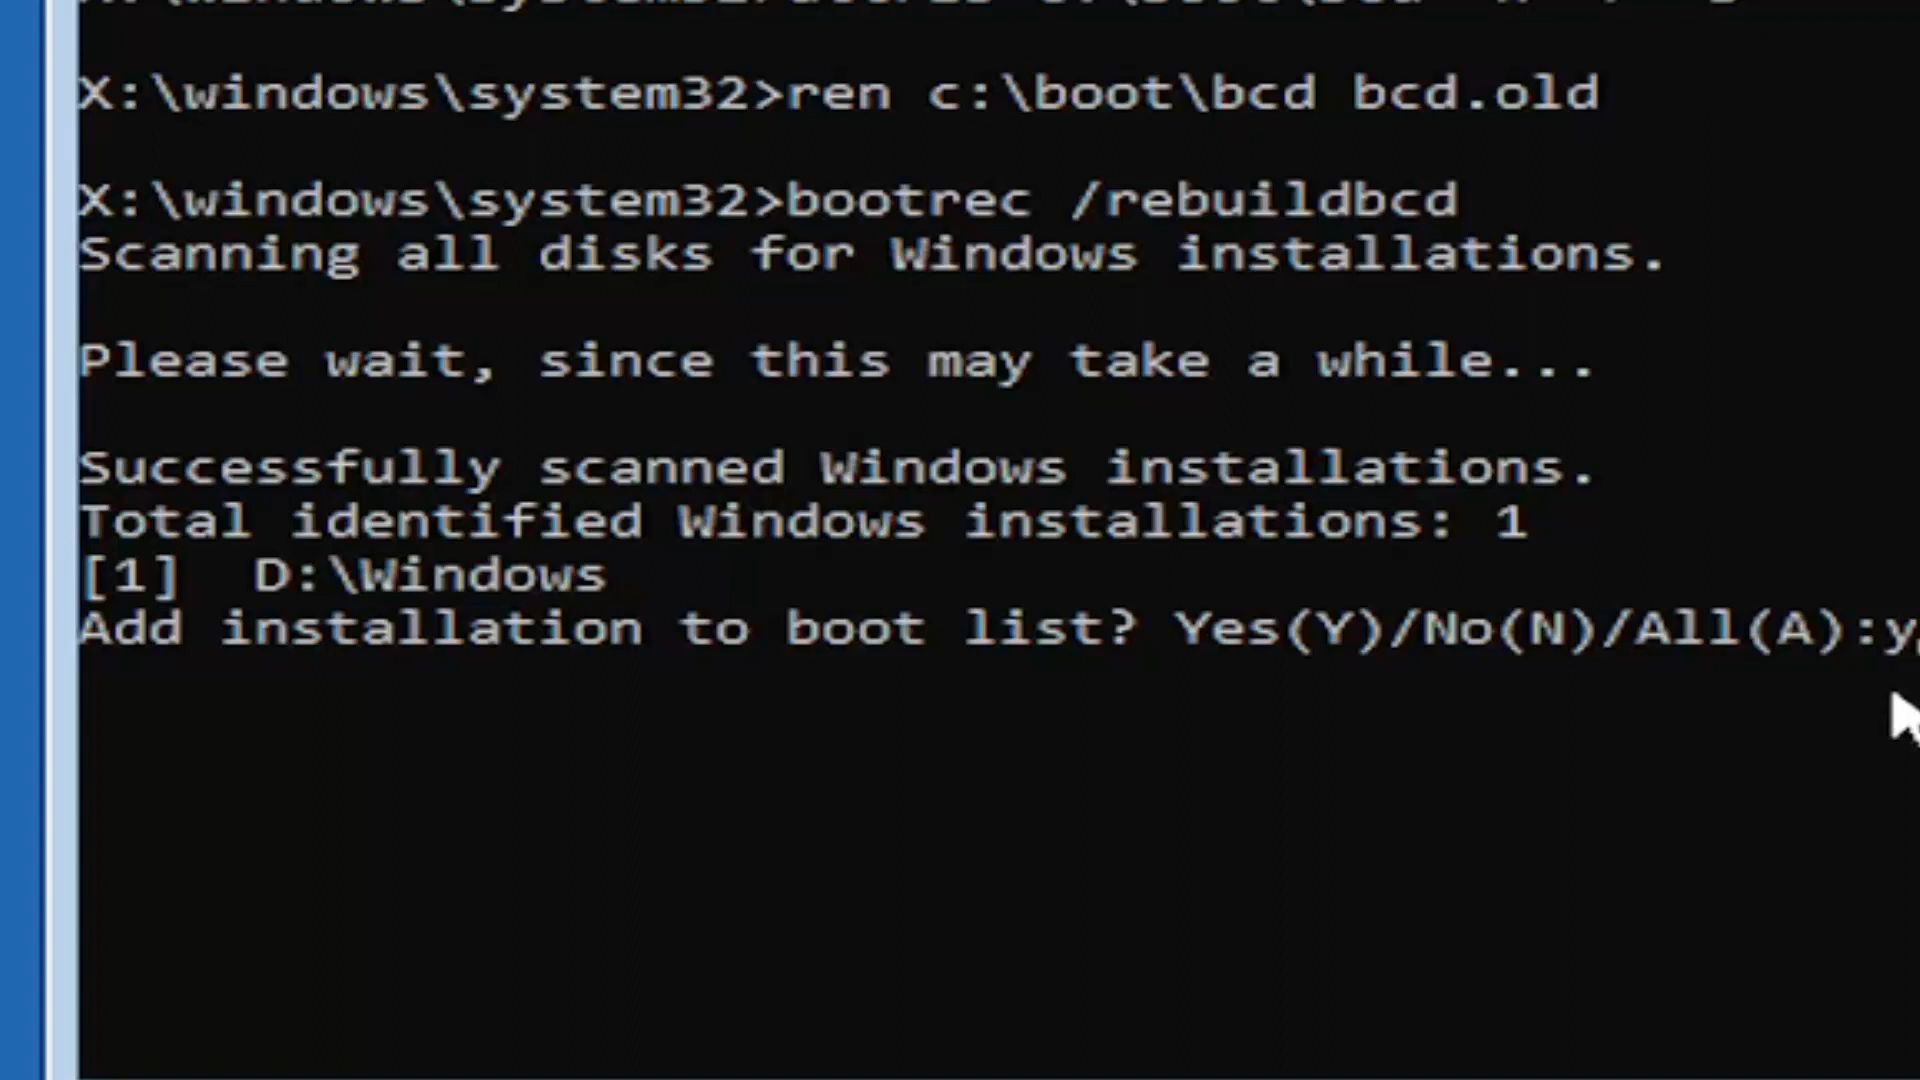 X:\windows\system32>ren c:\boot\bcd bcd.old
X:\windows\system32>bootrec /rebuildbcd
Scanning all disks for Windows installations.
Please wait, since this may take a while...
Successfully scanned Windows installations.
Total identified Windows installations: 1
[1]  D:\Windows
Add installation to boot list? Yes(Y)/No(N)/All(A):y